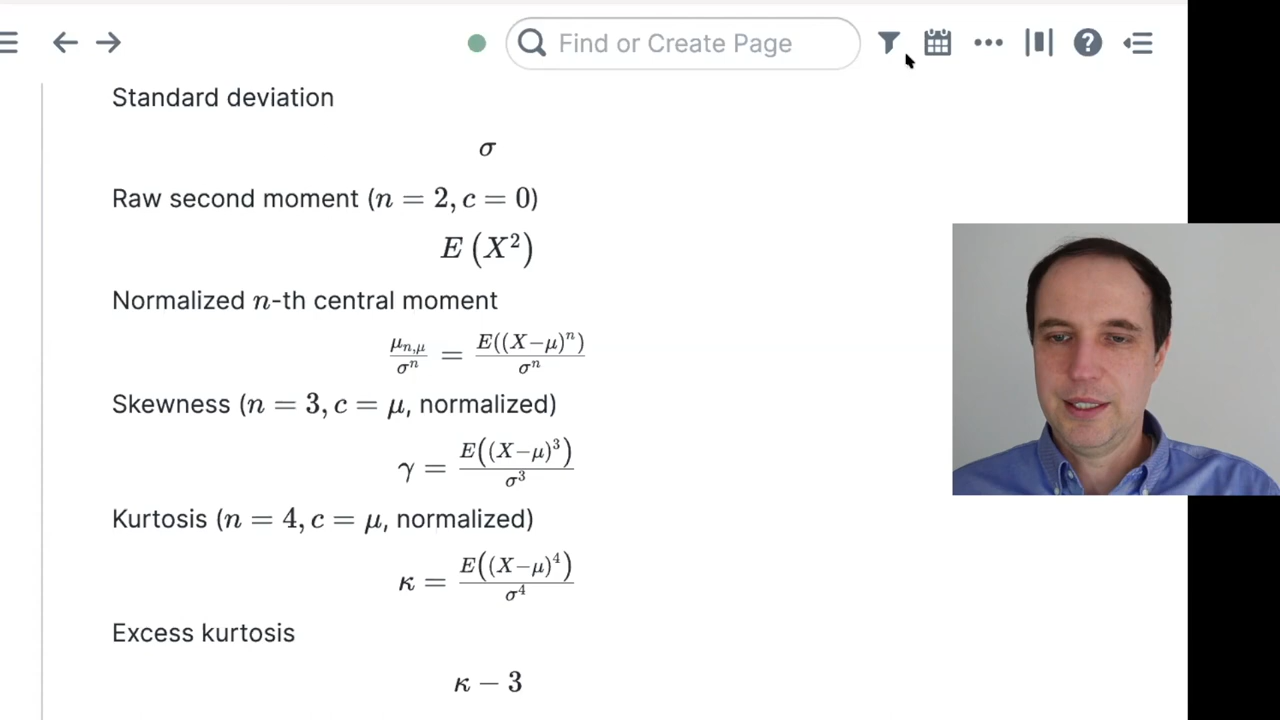 Find or Create Page
Standard deviation
σ
Raw second moment (n = 2, c = 0)
E (X²)
Normalized n-th central moment
μₙ,μ/σⁿ = E((X−μ)ⁿ)/σⁿ
Skewness (n = 3, c = μ, normalized)
γ = E((X−μ)³)/σ³
Kurtosis (n = 4, c = μ, normalized)
κ = E((X−μ)⁴)/σ⁴
Excess kurtosis
κ − 3